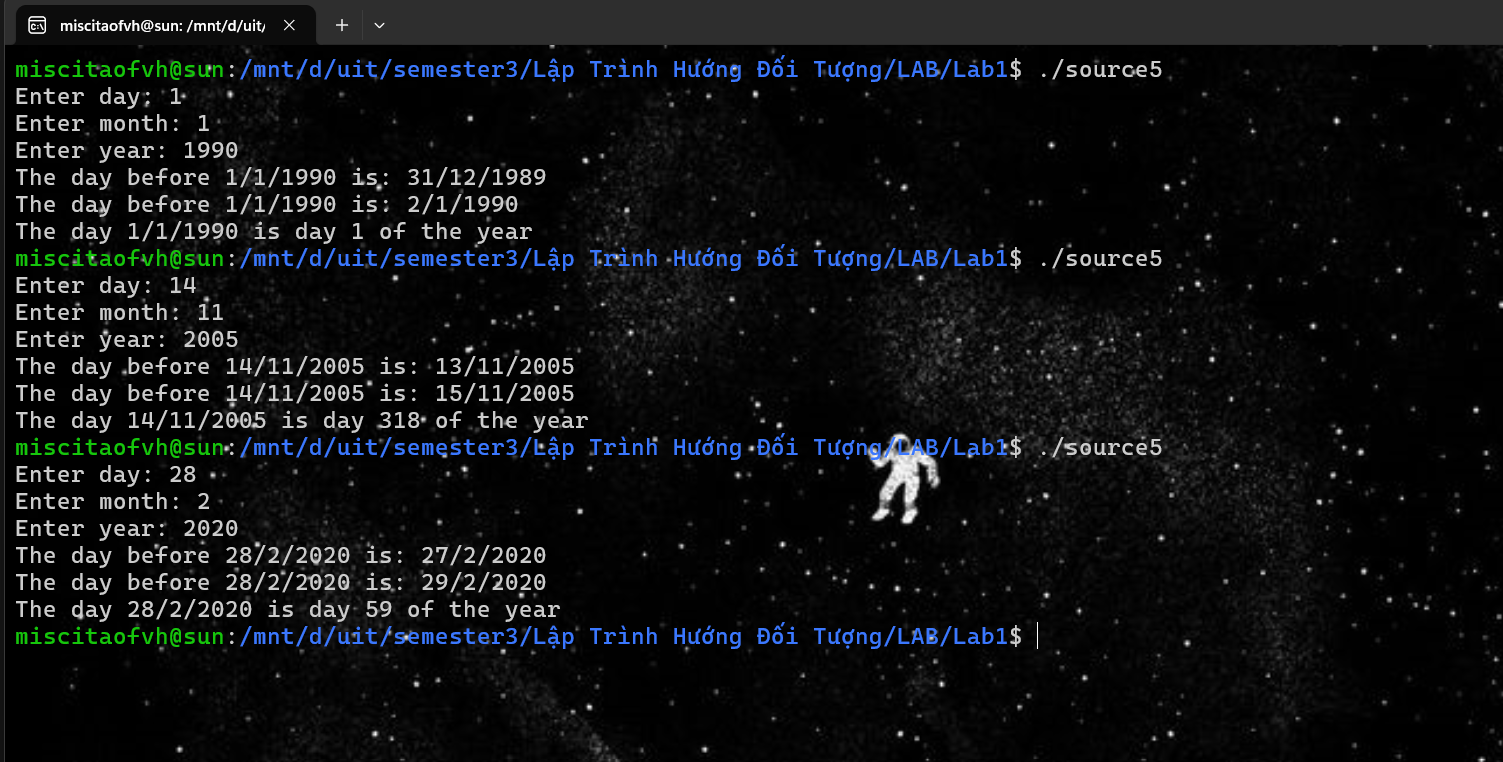 miscitaofvh@sun: /mnt/d/uit/
miscitaofvh@sun:/mnt/d/uit/semester3/Lập Trình Hướng Đối Tượng/LAB/Lab1$ ./source5
Enter day: 1
Enter month: 1
Enter year: 1990
The day before 1/1/1990 is: 31/12/1989
The day before 1/1/1990 is: 2/1/1990
The day 1/1/1990 is day 1 of the year
miscitaofvh@sun:/mnt/d/uit/semester3/Lập Trình Hướng Đối Tượng/LAB/Lab1$ ./source5
Enter day: 14
Enter month: 11
Enter year: 2005
The day before 14/11/2005 is: 13/11/2005
The day before 14/11/2005 is: 15/11/2005
The day 14/11/2005 is day 318 of the year
miscitaofvh@sun:/mnt/d/uit/semester3/Lập Trình Hướng Đối Tượng/LAB/Lab1$ ./source5
Enter day: 28
Enter month: 2
Enter year: 2020
The day before 28/2/2020 is: 27/2/2020
The day before 28/2/2020 is: 29/2/2020
The day 28/2/2020 is day 59 of the year
miscitaofvh@sun:/mnt/d/uit/semester3/Lập Trình Hướng Đối Tượng/LAB/Lab1$